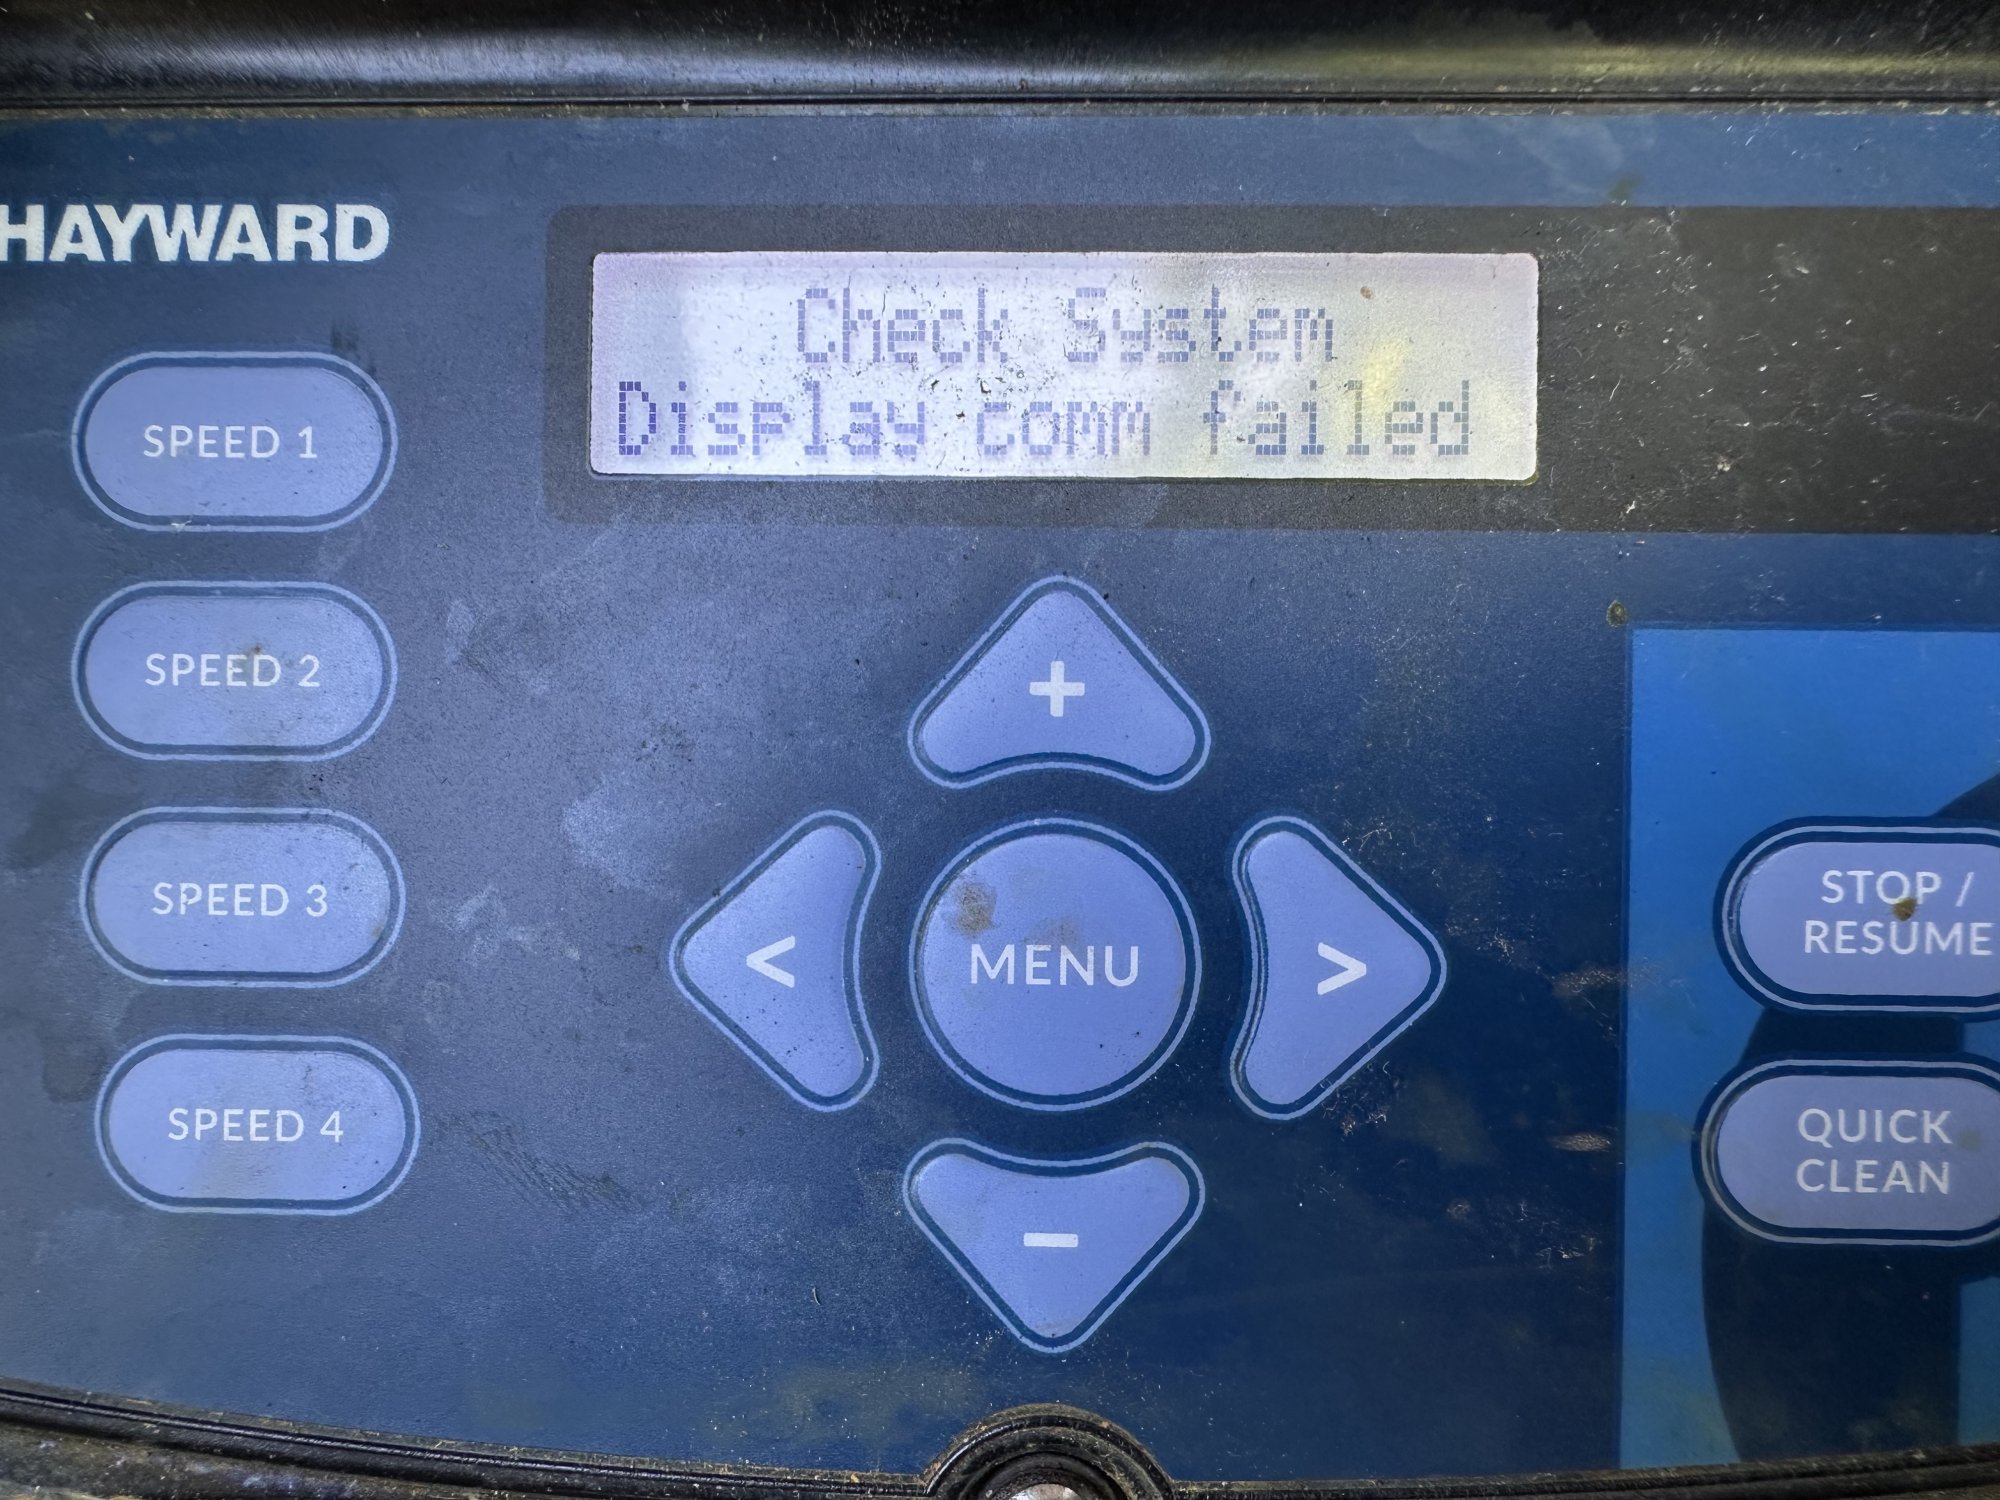 HAYWARD
Check System
Display comm failed
SPEED 1
SPEED 2
SPEED 3
SPEED 4
+
<
MENU
>
-
STOP /
RESUME
QUICK
CLEAN